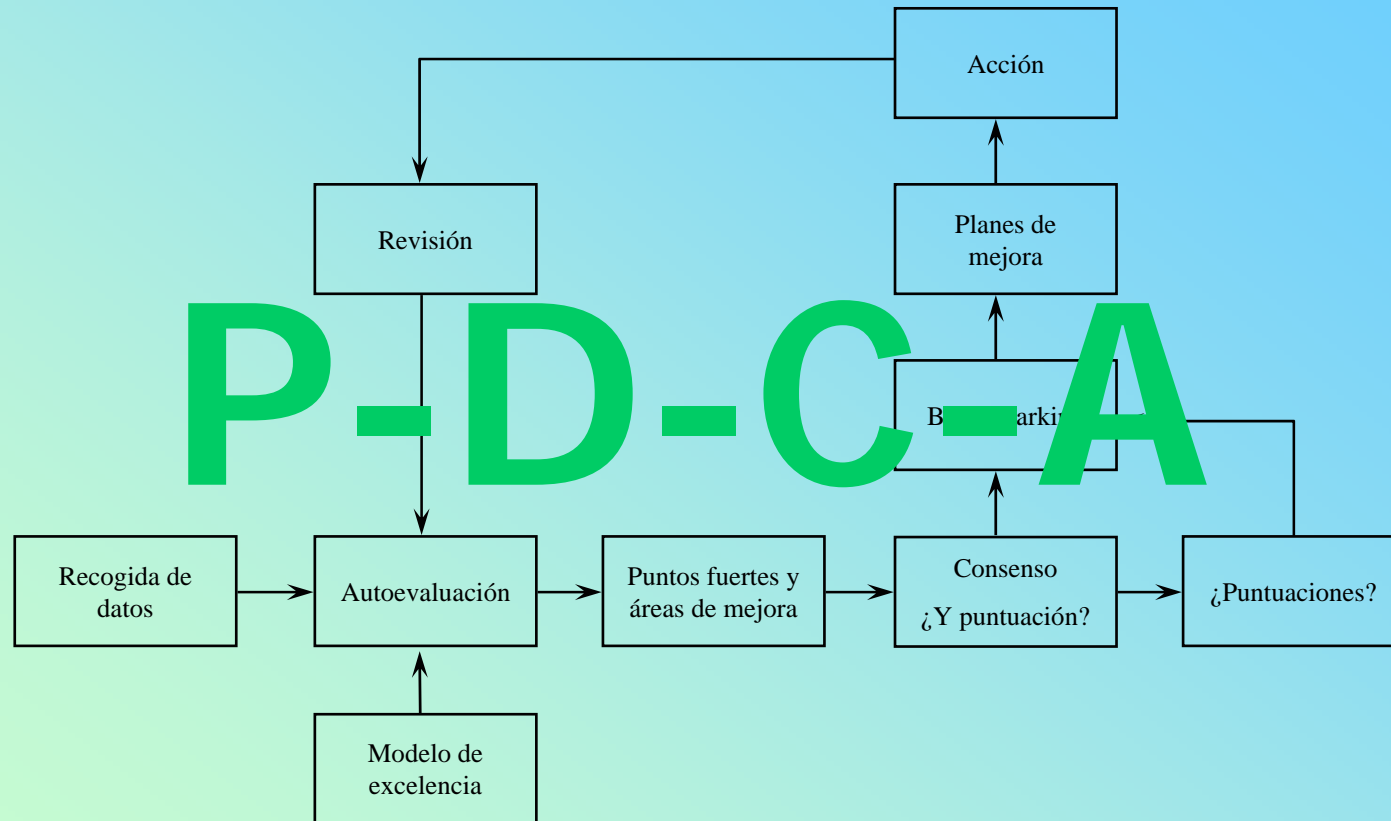 Acción
Revisión
Planes de
mejora
P-D-C-A
Recogida de
datos
Autoevaluación
Puntos fuertes y
áreas de mejora
Consenso
¿Y puntuación?
¿Puntuaciones?
Modelo de
excelencia